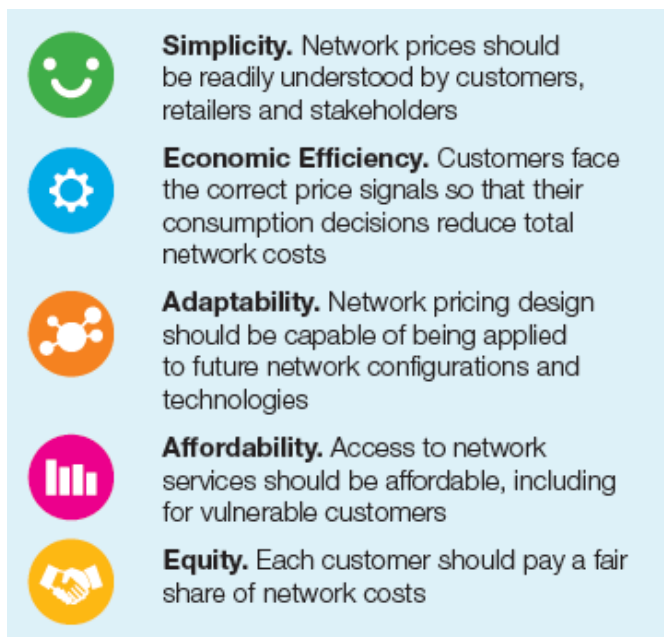 Simplicity. Network prices should
be readily understood by customers,
retailers and stakeholders
Economic Efficiency. Customers face
the correct price signals so that their
consumption decisions reduce total
network costs
Adaptability. Network pricing design
should be capable of being applied
to future network configurations and
technologies
Affordability. Access to network
services should be affordable, including
for vulnerable customers
Equity. Each customer should pay a fair
share of network costs